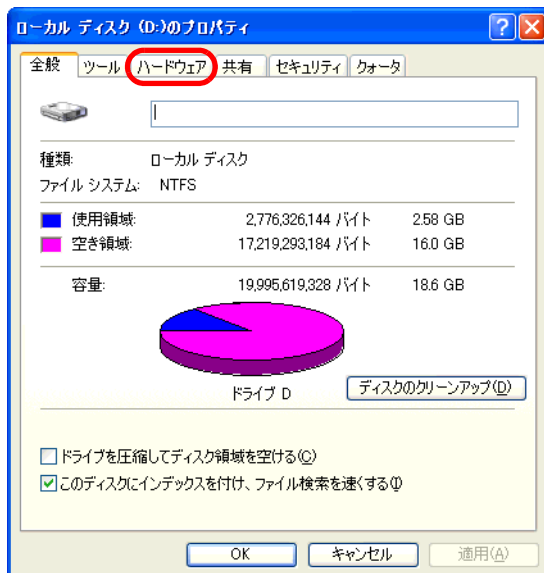 ローカル ディスク (D:)のプロパティ
全般 ツール ハードウェア 共有 セキュリティ クォータ
種類: ローカル ディスク
ファイル システム: NTFS
使用領域: 2,776,326,144 バイト 2.58 GB
空き領域: 17,219,293,184 バイト 16.0 GB
容量: 19,995,619,328 バイト 18.6 GB
ドライブ D
ディスクのクリーンアップ(D)
ドライブを圧縮してディスク領域を空ける(C)
このディスクにインデックスを付け、ファイル検索を速くする(I)
OK キャンセル 適用(A)